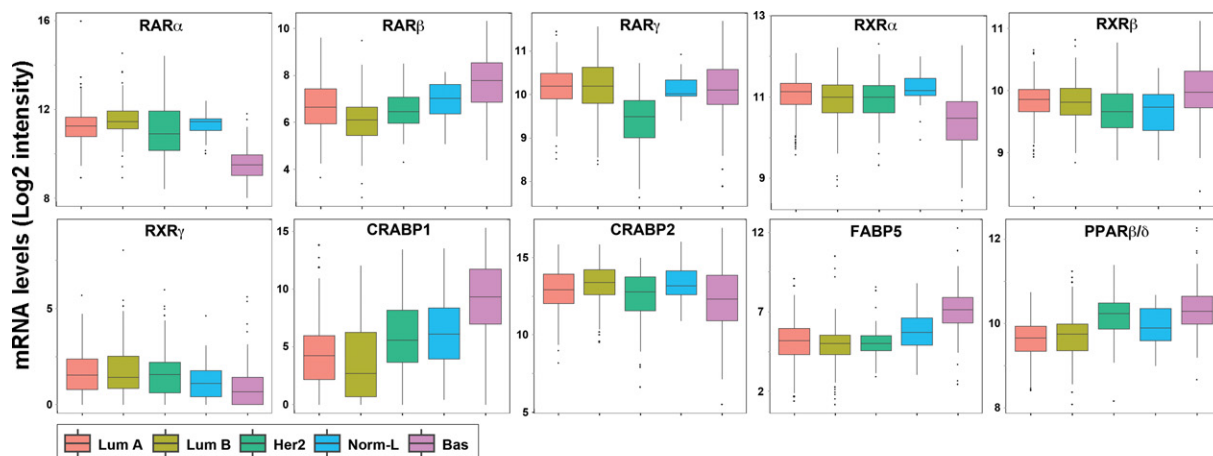 mRNA levels (Log2 intensity)
RARα
16
12
8
RARβ
10
8
6
4
RARγ
11
10
9
8
RXRα
13
11
9
RXRβ
11
10
9
RXRγ
5
0
CRABP1
15
10
5
0
CRABP2
15
10
5
FABP5
12
7
2
PPARβ/δ
12
10
8
Lum A Lum B Her2 Norm-L Bas